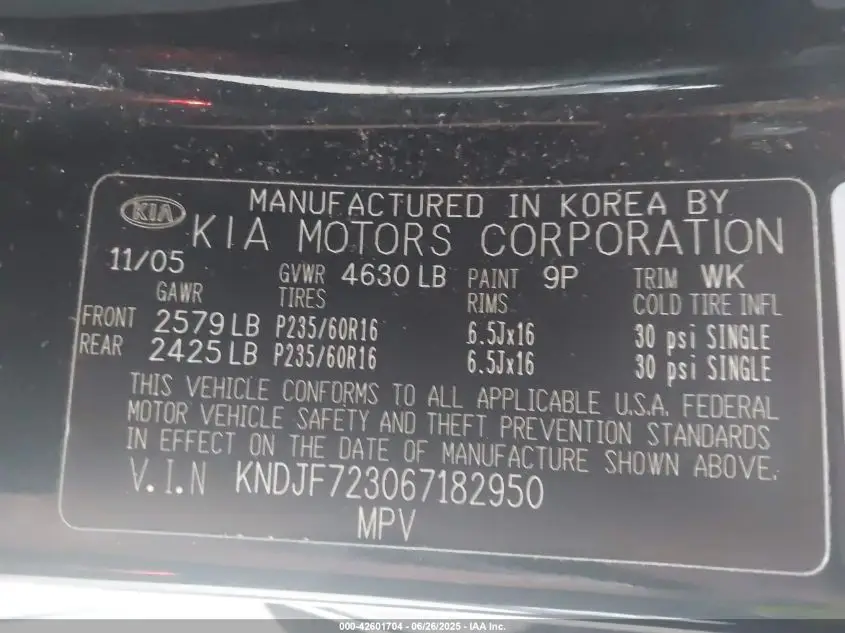 MANUFACTURED IN KOREA BY
KIA KIA MOTORS CORPORATION
11/05 GVWR 4630 LB PAINT 9P TRIM WK
GAWR TIRES RIMS COLD TIRE INFL
FRONT 2579 LB P235/60R16 6.5Jx16 30 psi SINGLE
REAR 2425 LB P235/60R16 6.5Jx16 30 psi SINGLE
THIS VEHICLE CONFORMS TO ALL APPLICABLE U.S.A. FEDERAL
MOTOR VEHICLE SAFETY AND THEFT PREVENTION STANDARDS
IN EFFECT ON THE DATE OF MANUFACTURE SHOWN ABOVE.
V.I.N KNDJF723067182950
MPV
000-42601704 - 06/26/2025 - IAA Inc.